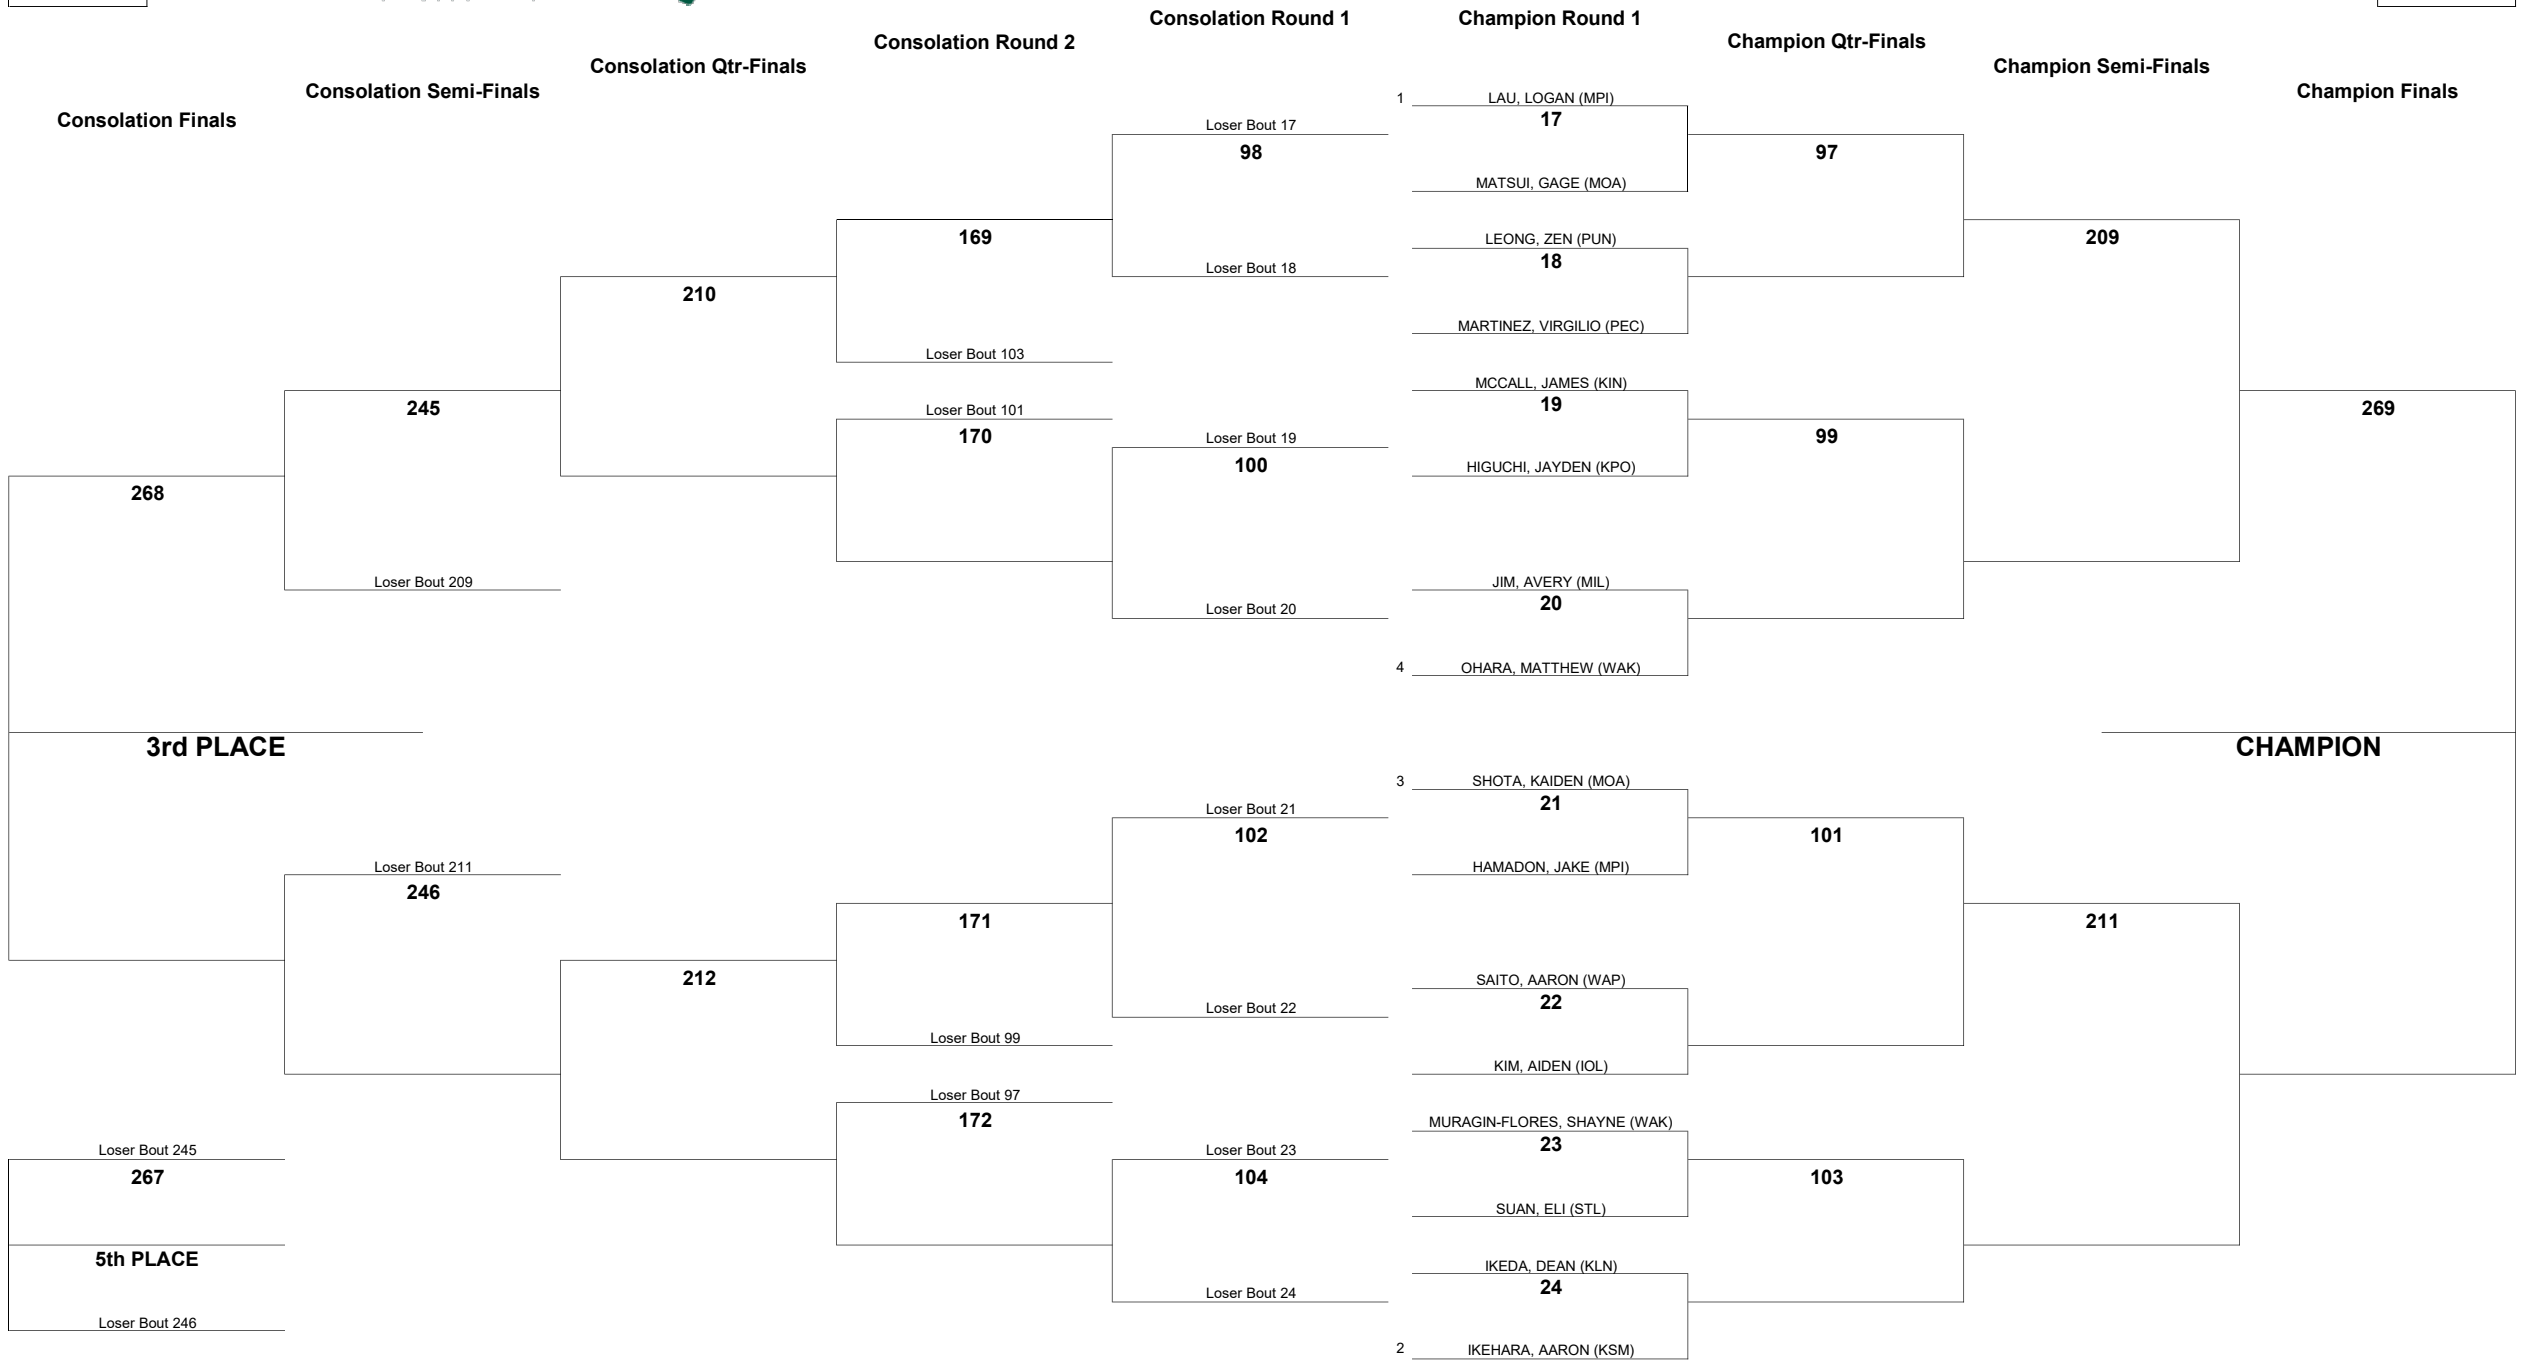 Consolation Round 1
Champion Round 1
Consolation Round 2
Champion Qtr-Finals
Consolation Qtr-Finals
Champion Semi-Finals
Consolation Semi-Finals
Champion Finals
Consolation Finals
1 LAU, LOGAN (MPI)
17
MATSUI, GAGE (MOA)
LEONG, ZEN (PUN)
18
MARTINEZ, VIRGILIO (PEC)
MCCALL, JAMES (KIN)
19
HIGUCHI, JAYDEN (KPO)
JIM, AVERY (MIL)
20
4 OHARA, MATTHEW (WAK)
3 SHOTA, KAIDEN (MOA)
21
HAMADON, JAKE (MPI)
SAITO, AARON (WAP)
22
KIM, AIDEN (IOL)
MURAGIN-FLORES, SHAYNE (WAK)
23
SUAN, ELI (STL)
IKEDA, DEAN (KLN)
24
2 IKEHARA, AARON (KSM)
97
99
101
103
209
211
269
CHAMPION
Loser Bout 17
98
Loser Bout 18
Loser Bout 19
100
Loser Bout 20
Loser Bout 21
102
Loser Bout 22
Loser Bout 23
104
Loser Bout 24
169
Loser Bout 103
Loser Bout 101
170
171
Loser Bout 99
Loser Bout 97
172
210
212
245
Loser Bout 209
Loser Bout 211
246
268
3rd PLACE
Loser Bout 245
267
5th PLACE
Loser Bout 246